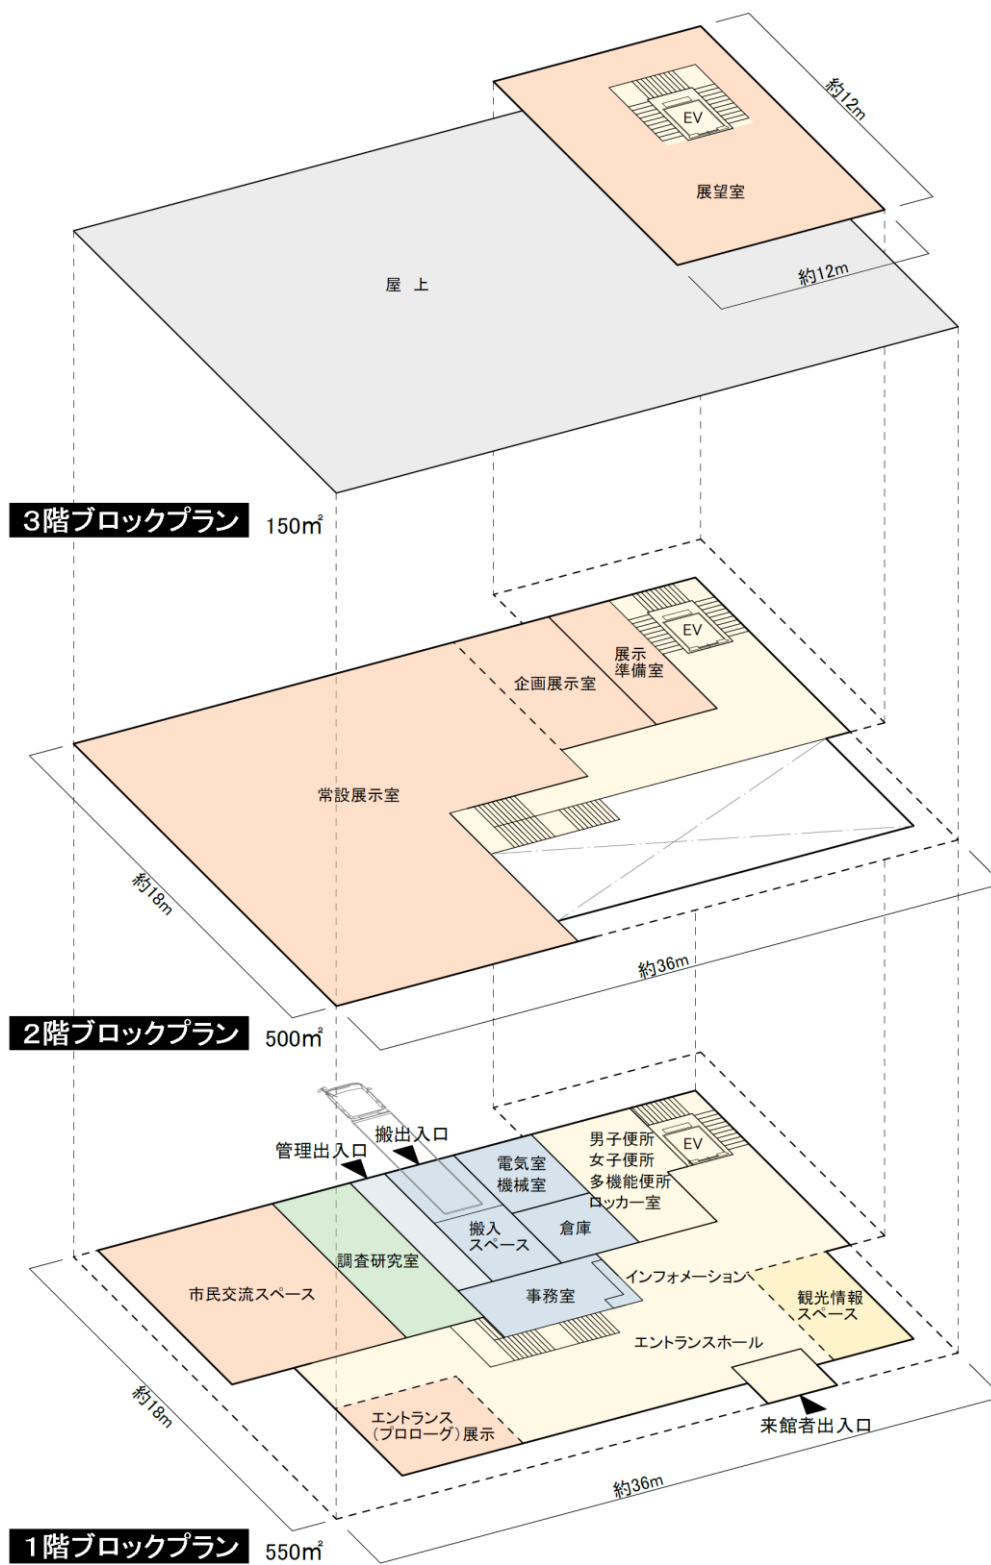 約12m
EV
展望室
約12m
屋 上
3階ブロックプラン 150㎡
EV
展示
準備室
企画展示室
常設展示室
約18m
約36m
2階ブロックプラン 500㎡
搬出入口
管理出入口
男子便所
女子便所
多機能便所
ロッカー室
EV
電気室
機械室
搬入
スペース
倉庫
調査研究室
市民交流スペース
事務室
インフォメーション
観光情報
スペース
エントランスホール
エントランス
(プロローグ)展示
来館者出入口
約18m
約36m
1階ブロックプラン 550㎡